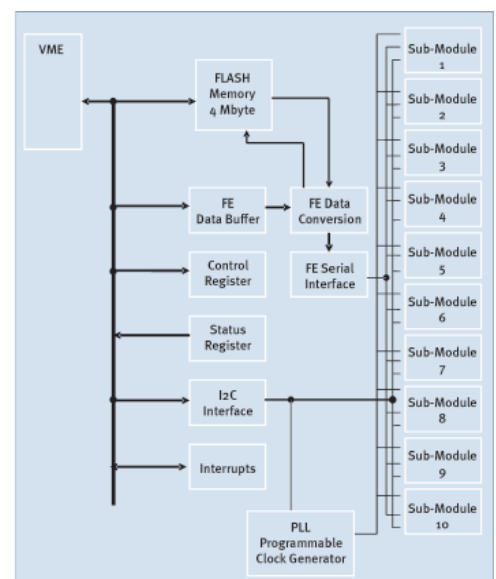 VME
FLASH
Memory
4 Mbyte
FE
Data Buffer
FE Data
Conversion
Control
Register
FE Serial
Interface
Status
Register
I2C
Interface
Interrupts
PLL
Programmable
Clock Generator
Sub-Module
1
Sub-Module
2
Sub-Module
3
Sub-Module
4
Sub-Module
5
Sub-Module
6
Sub-Module
7
Sub-Module
8
Sub-Module
9
Sub-Module
10